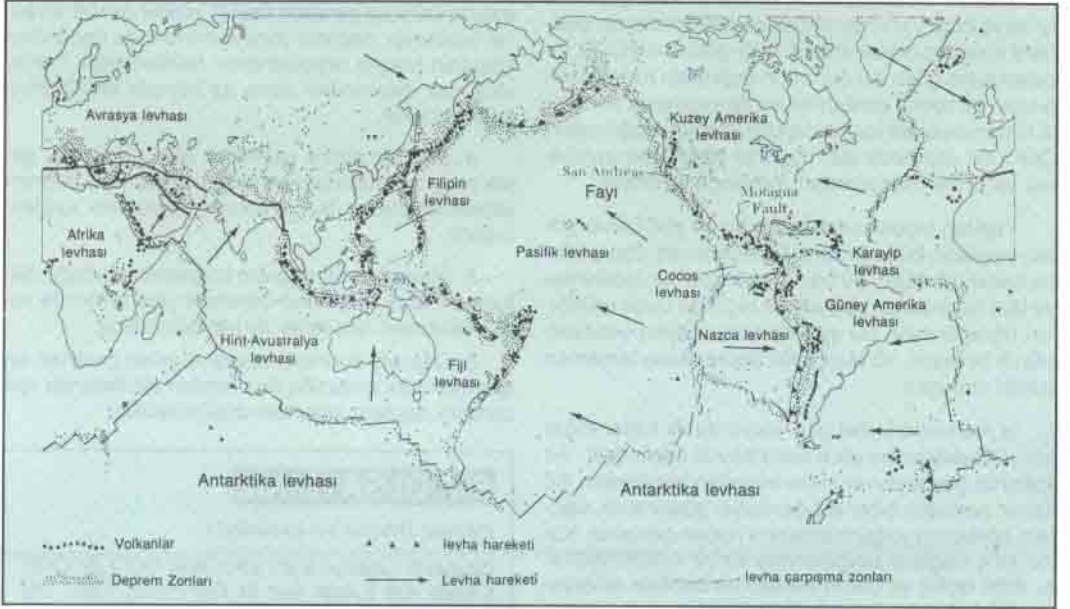 Avrasya levhası
Kuzey Amerika
levhası
San Andreas
Fayı
Motagua
Fault
Filipin
levhası
Afrika
levhası
Pasifik levhası
Karayip
levhası
Cocos
levhası
Güney Amerika
levhası
Hint-Avustralya
levhası
Nazca levhası
Fiji
levhası
Antarktika levhası
Antarktika levhası
Volkanlar
levha hareketi
Deprem Zonları
Levha hareketi
levha çarpışma zonları